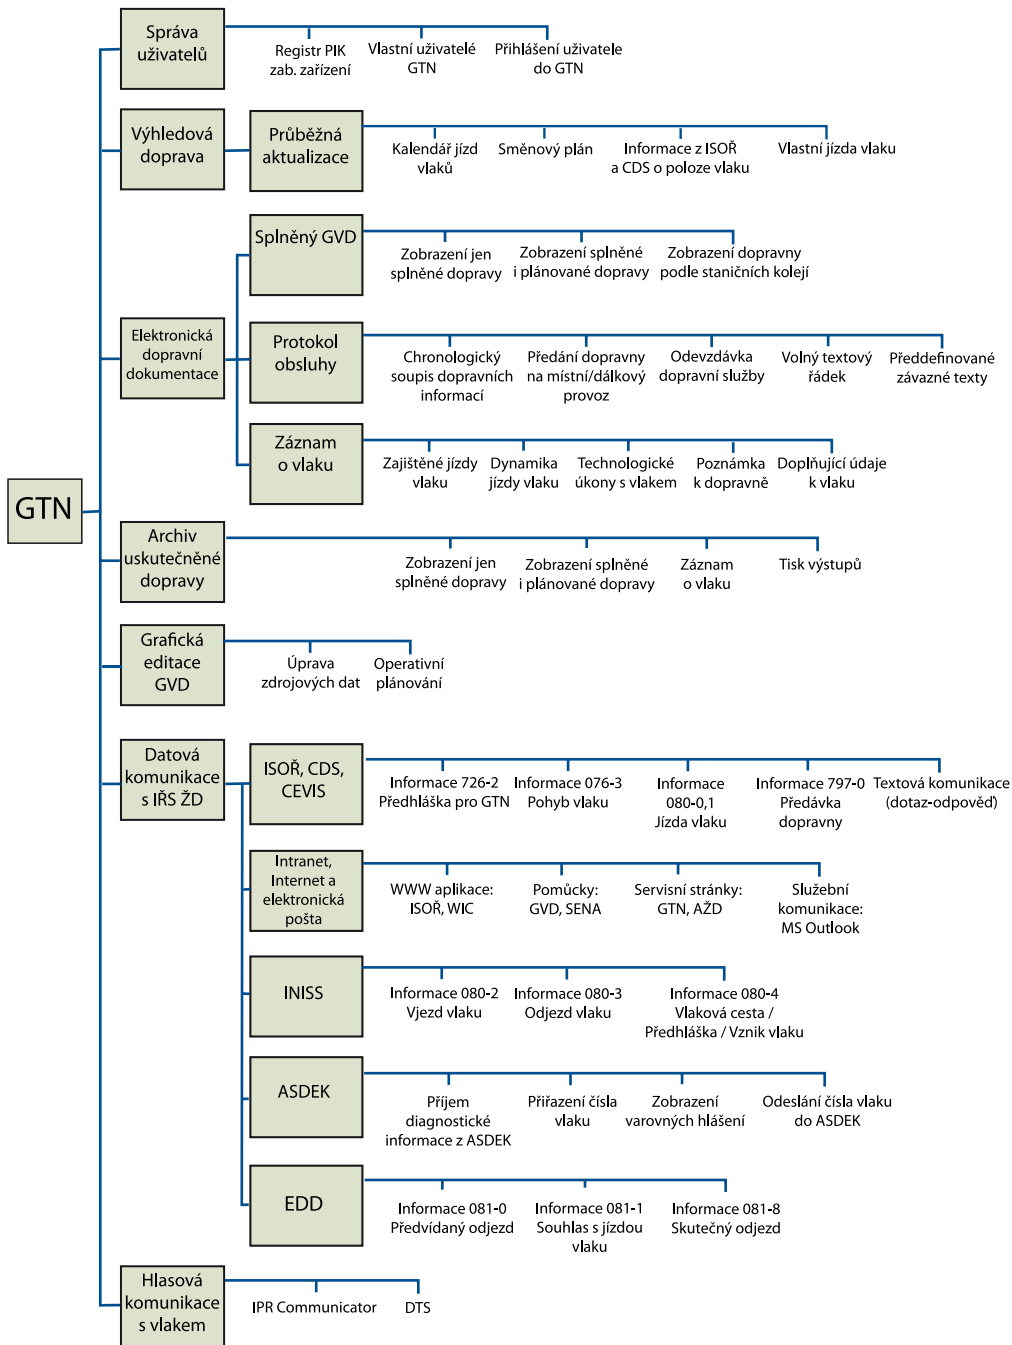 Správa
uživatelů
Registr PIK
zab. zařízení
Vlastní uživatelé
GTN
Přihlášení uživatele
do GTN
Výhledová
doprava
Průběžná
aktualizace
Kalendář jízd
vlaků
Směnový plán
Informace z ISOŘ
a CDS o poloze vlaku
Vlastní jízda vlaku
Splněný GVD
Zobrazení jen
splněné dopravy
Zobrazení splněné
i plánované dopravy
Zobrazení dopravny
podle staničních kolejí
Elektronická
dopravní
dokumentace
Protokol
obsluhy
Chronologický
soupis dopravních
informací
Předání dopravny
na místní/dálkový
provoz
Odevzdávka
dopravní služby
Volný textový
řádek
Předdefinované
závazné texty
Záznam
o vlaku
Zajištěné jízdy
vlaku
Dynamika
jízdy vlaku
Technologické
úkony s vlakem
Poznámka
k dopravně
Doplňující údaje
k vlaku
GTN
Archiv
uskutečněné
dopravy
Zobrazení jen
splněné dopravy
Zobrazení splněné
i plánované dopravy
Záznam
o vlaku
Tisk výstupů
Grafická
editace
GVD
Úprava
zdrojových dat
Operativní
plánování
Datová
komunikace
s IŘS ŽD
ISOŘ, CDS,
CEVIS
Informace 726-2
Předhláška pro GTN
Informace 076-3
Pohyb vlaku
Informace
080-0,1
Jízda vlaku
Informace 797-0
Předávka
dopravny
Textová komunikace
(dotaz-odpověď)
Intranet,
Internet a
elektronická
pošta
WWW aplikace:
ISOŘ, WIC
Pomůcky:
GVD, SENA
Servisní stránky:
GTN, AŽD
Služební
komunikace:
MS Outlook
INISS
Informace 080-2
Vjezd vlaku
Informace 080-3
Odjezd vlaku
Informace 080-4
Vlaková cesta /
Předhláška / Vznik vlaku
ASDEK
Příjem
diagnostické
informace z ASDEK
Přiřazení čísla
vlaku
Zobrazení
varovných hlášení
Odeslání čísla vlaku
do ASDEK
EDD
Informace 081-0
Předvídaný odjezd
Informace 081-1
Souhlas s jízdou
vlaku
Informace 081-8
Skutečný odjezd
Hlasová
komunikace
s vlakem
IPR Communicator
DTS